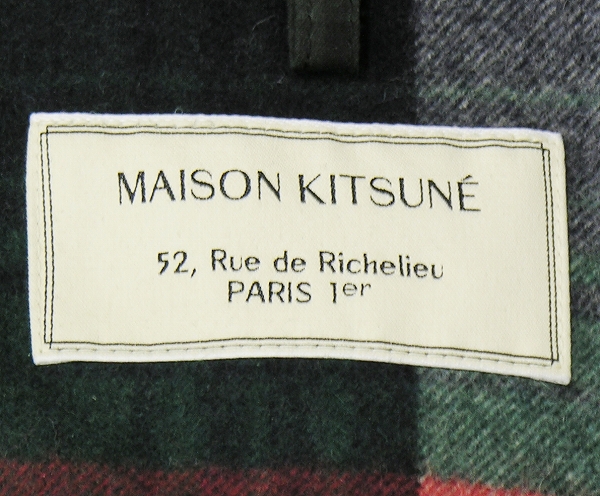 MAISON KITSUNÉ
52, Rue de Richelieu
PARIS 1er